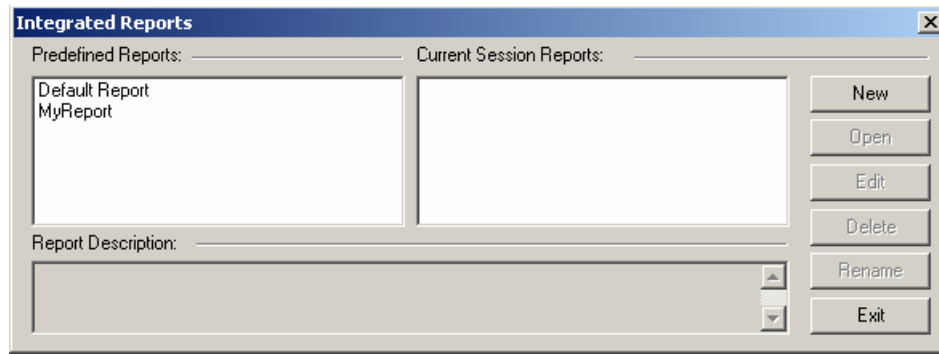 Integrated Reports
Predefined Reports:
Current Session Reports:
Default Report
MyReport
New
Open
Edit
Delete
Rename
Exit
Report Description: